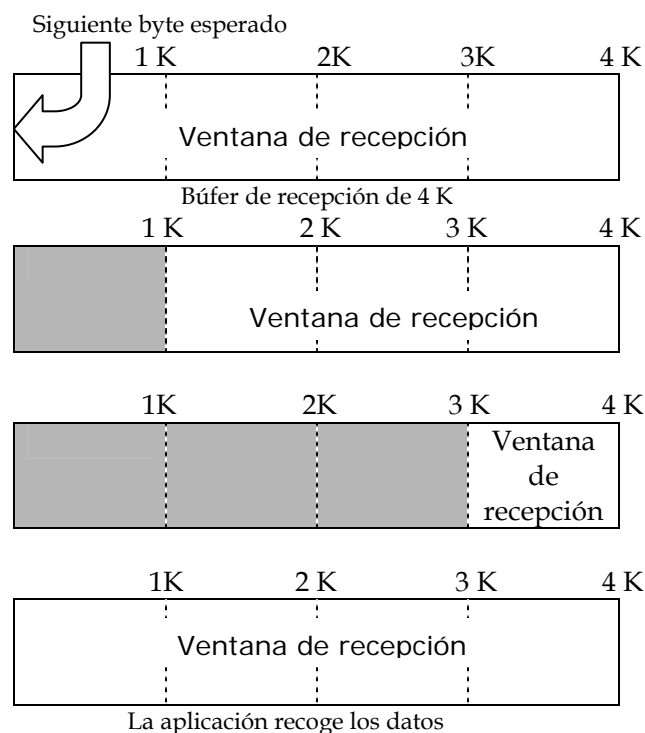 Siguiente byte esperado
1 K 2K 3K 4 K
Ventana de recepción
Búfer de recepción de 4 K
1 K 2 K 3 K 4 K
Ventana de recepción
1K 2K 3 K 4 K
Ventana
de
recepción
1K 2 K 3 K 4 K
Ventana de recepción
La aplicación recoge los datos